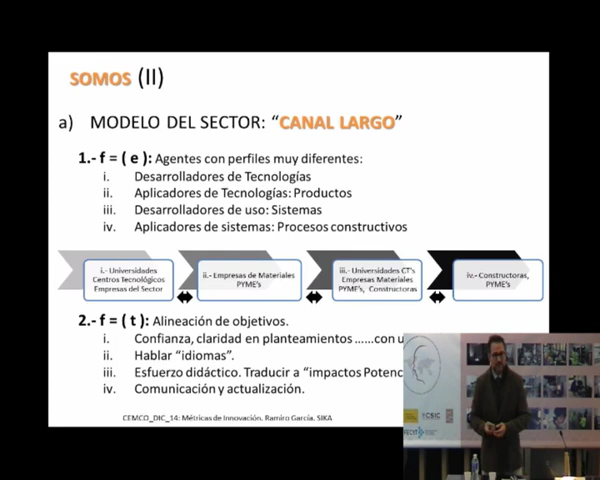 SOMOS (II)
a) MODELO DEL SECTOR: “CANAL LARGO”
1.- f = ( e ): Agentes con perfiles muy diferentes:
i. Desarrolladores de Tecnologías
ii. Aplicadores de Tecnologías: Productos
iii. Desarrolladores de uso: Sistemas
iv. Aplicadores de sistemas: Procesos constructivos
i.- Universidades
Centros Tecnológicos
Empresas del Sector
ii.- Empresas de Materiales
PYME's
iii.- Universidades CT's
Empresas Materiales
PYME's, Constructoras
iv.- Constructoras,
PYME's
2.- f = ( t ): Alineación de objetivos.
i. Confianza, claridad en planteamientos ......con u
ii. Hablar “idiomas”.
iii. Esfuerzo didáctico. Traducir a “impactos Potenc
iv. Comunicación y actualización.
CEMCO_DIC_14: Métricas de Innovación. Ramiro García. SIKA
CSIC